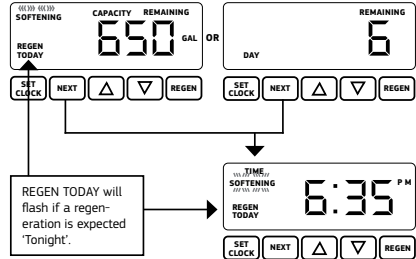 SOFTENING
CAPACITY REMAINING
REGEN
TODAY
650 GAL
SET CLOCK NEXT REGEN
OR
REMAINING
DAY
6
SET CLOCK NEXT REGEN
REGEN TODAY will
flash if a regen-
eration is expected
'Tonight'.
TIME
SOFTENING
REGEN
TODAY
6:35 PM
SET CLOCK NEXT REGEN